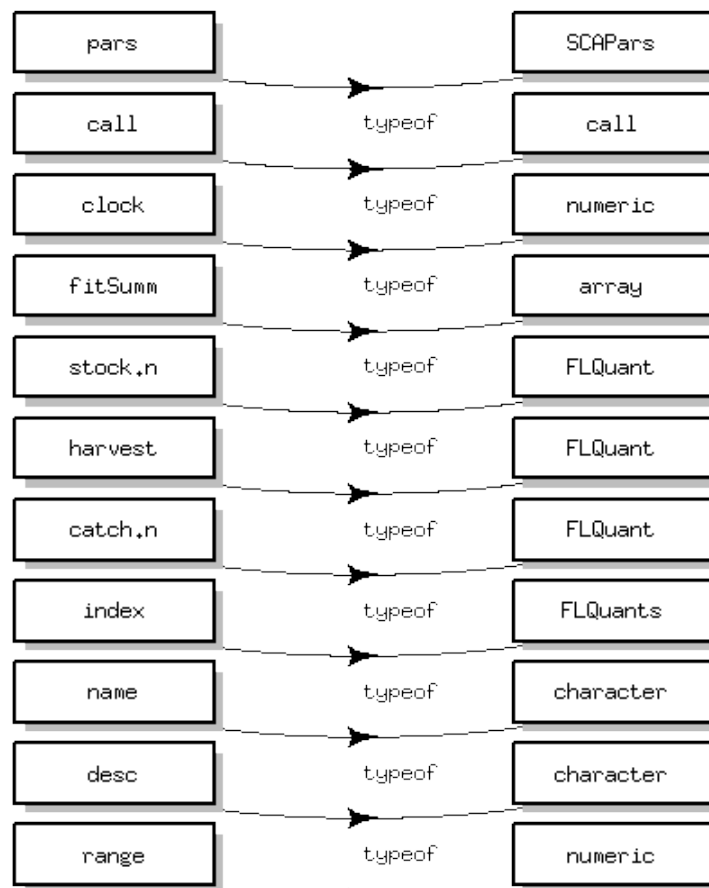 pars SCAPars
call typeof call
clock typeof numeric
fitSumm typeof array
stock.n typeof FLQuant
harvest typeof FLQuant
catch.n typeof FLQuant
index typeof FLQuants
name typeof character
desc typeof character
range typeof numeric